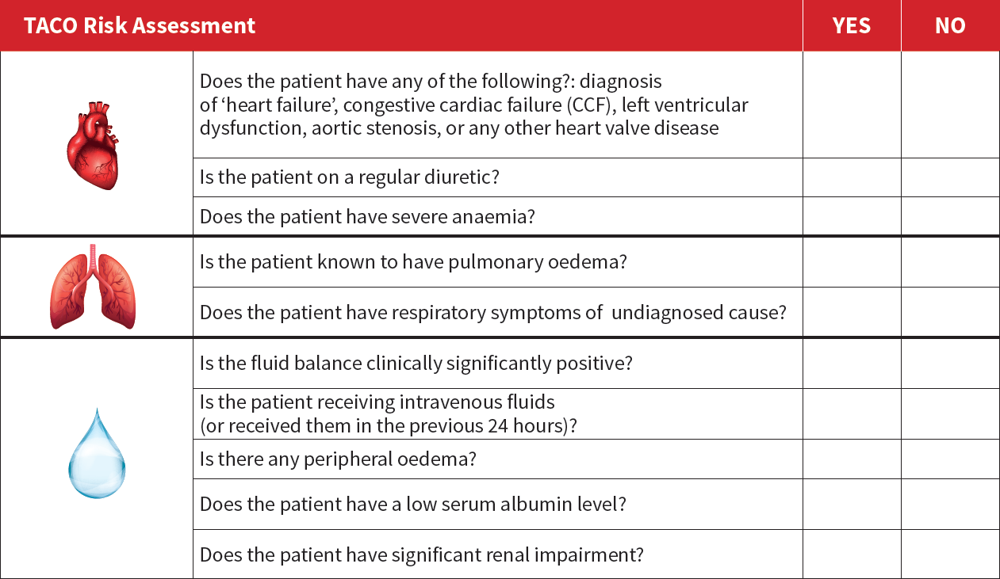 TACO Risk Assessment YES NO
Does the patient have any of the following?: diagnosis
of ‘heart failure’, congestive cardiac failure (CCF), left ventricular
dysfunction, aortic stenosis, or any other heart valve disease
Is the patient on a regular diuretic?
Does the patient have severe anaemia?
Is the patient known to have pulmonary oedema?
Does the patient have respiratory symptoms of  undiagnosed cause?
Is the fluid balance clinically significantly positive?
Is the patient receiving intravenous fluids
(or received them in the previous 24 hours)?
Is there any peripheral oedema?
Does the patient have a low serum albumin level?
Does the patient have significant renal impairment?